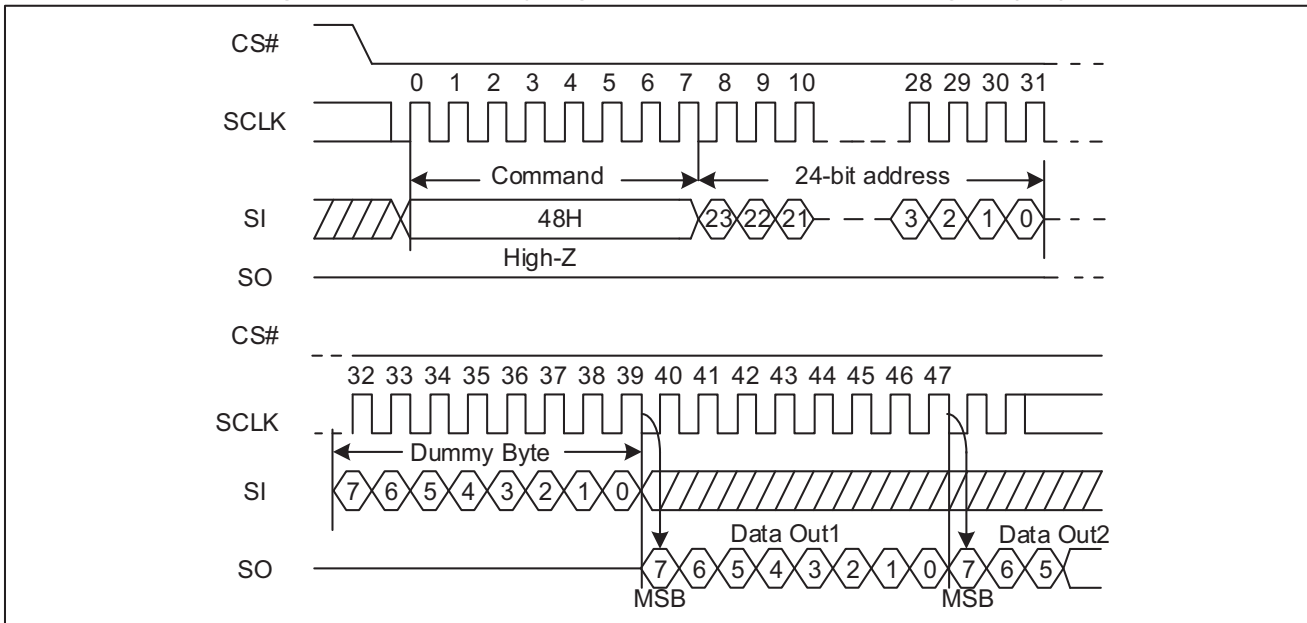 CS#
0 1 2 3 4 5 6 7 8 9 10 28 29 30 31
SCLK
Command 24-bit address
SI 48H 23 22 21 3 2 1 0
High-Z
SO
CS#
32 33 34 35 36 37 38 39 40 41 42 43 44 45 46 47
SCLK
Dummy Byte
SI 7 6 5 4 3 2 1 0
Data Out1 Data Out2
SO 7 6 5 4 3 2 1 0 7 6 5
MSB MSB